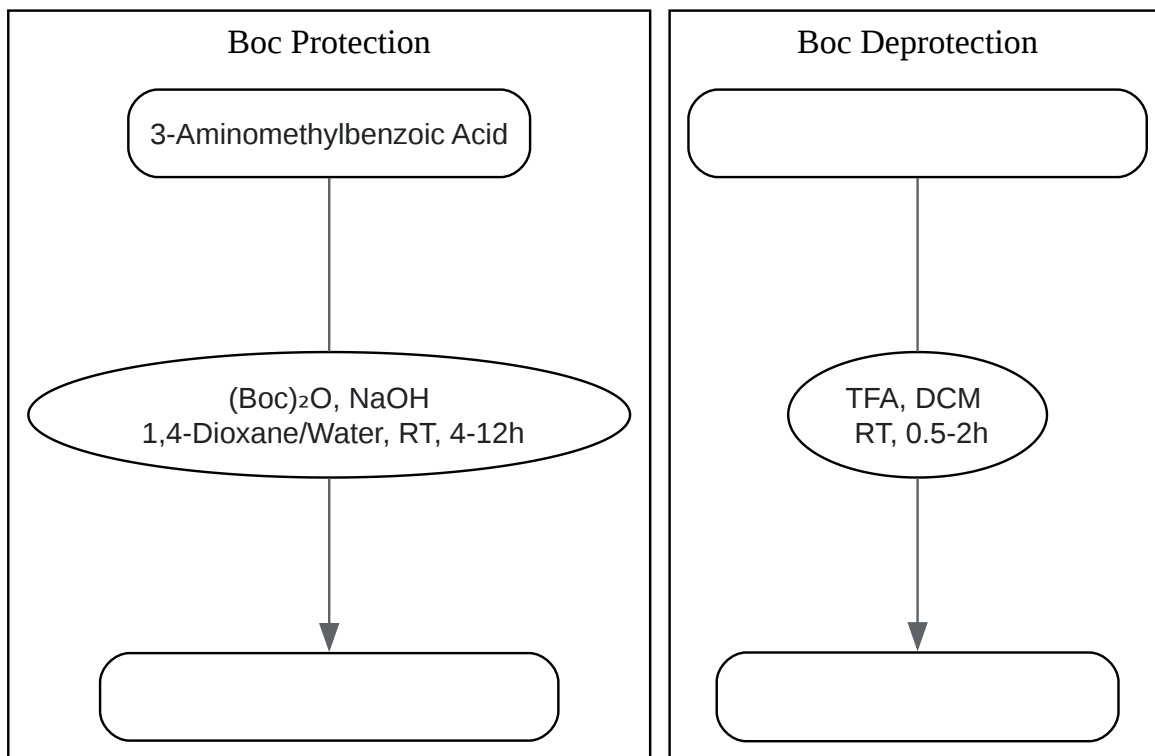 Boc Protection
3-Aminomethylbenzoic Acid
(Boc)₂O, NaOH
1,4-Dioxane/Water, RT, 4-12h
Boc Deprotection
TFA, DCM
RT, 0.5-2h